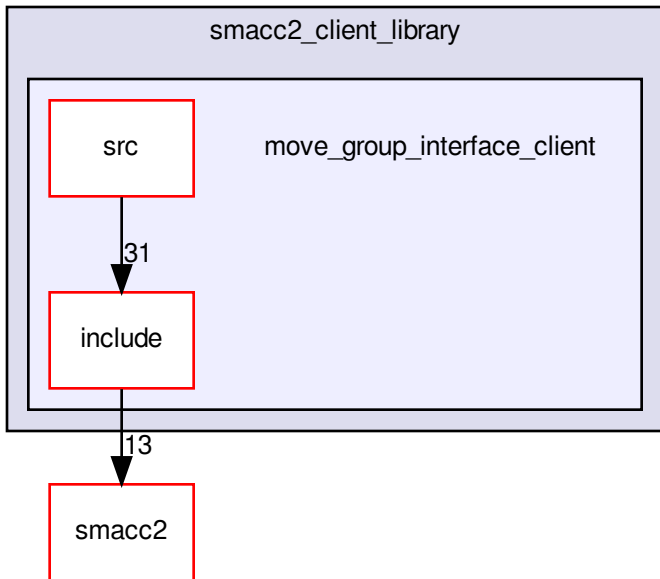 smacc2_client_library
src
move_group_interface_client
31
include
13
smacc2